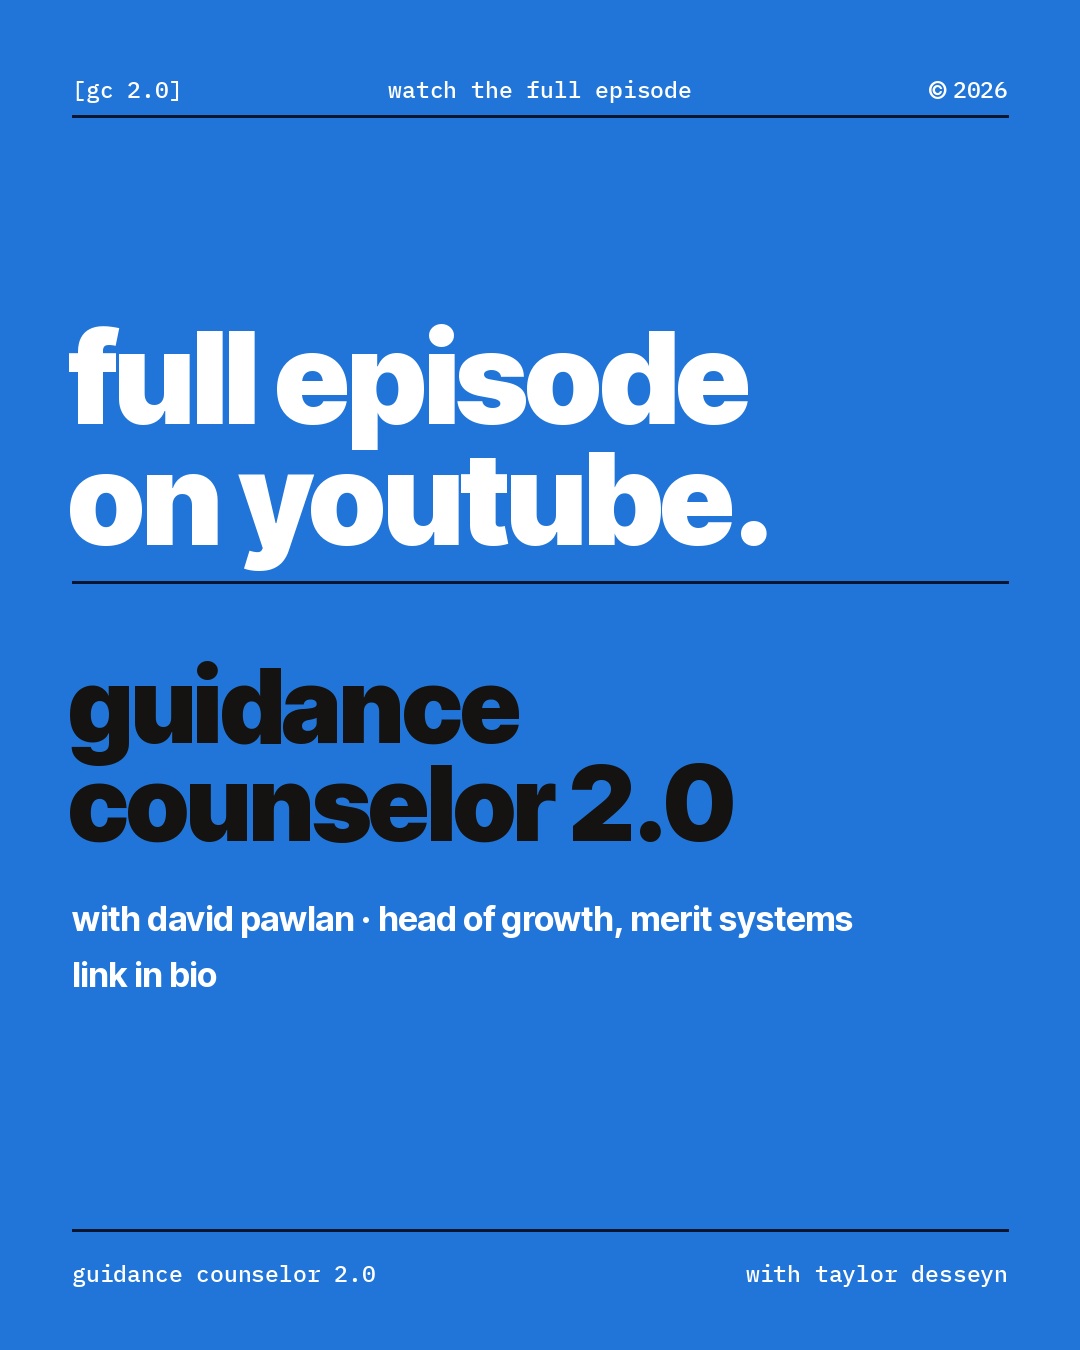 [gc 2.0] watch the full episode © 2026
full episode
on youtube.
guidance
counselor 2.0
with david pawlan · head of growth, merit systems
link in bio
guidance counselor 2.0 with taylor desseyn